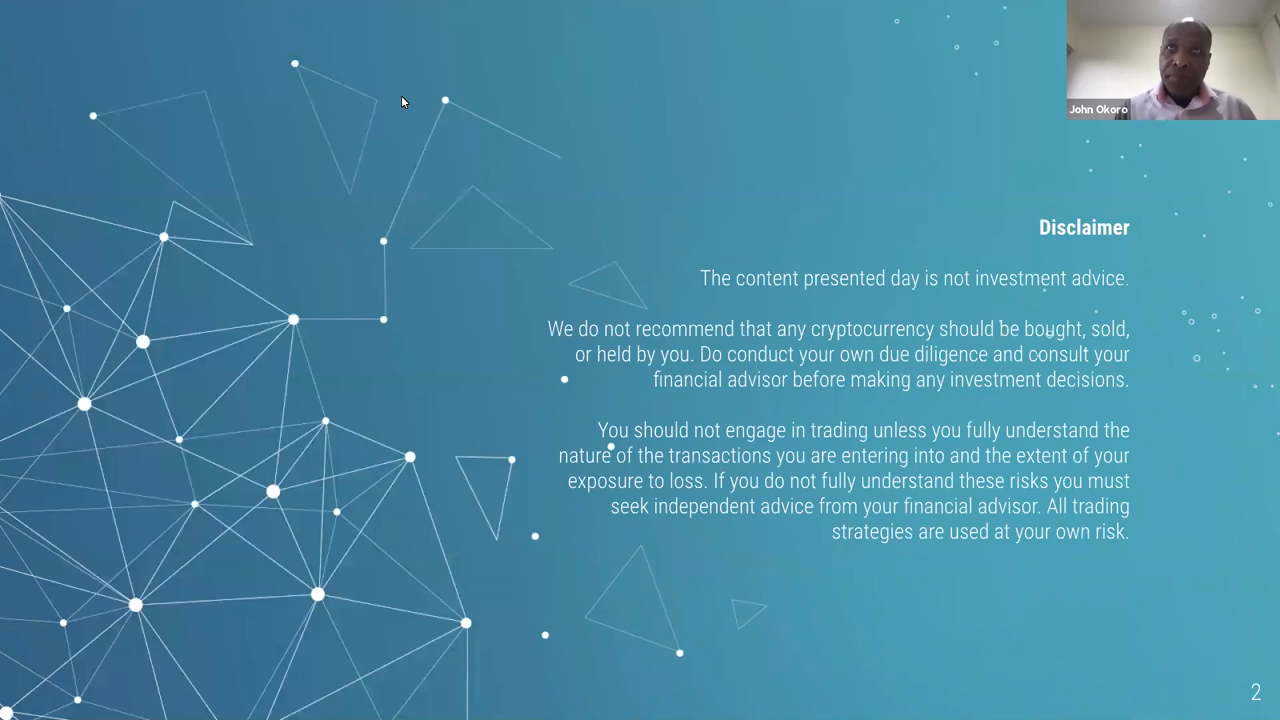 John Okoro
Disclaimer
The content presented day is not investment advice.
We do not recommend that any cryptocurrency should be bought, sold,
or held by you. Do conduct your own due diligence and consult your
financial advisor before making any investment decisions.
You should not engage in trading unless you fully understand the
nature of the transactions you are entering into and the extent of your
exposure to loss. If you do not fully understand these risks you must
seek independent advice from your financial advisor. All trading
strategies are used at your own risk.
2